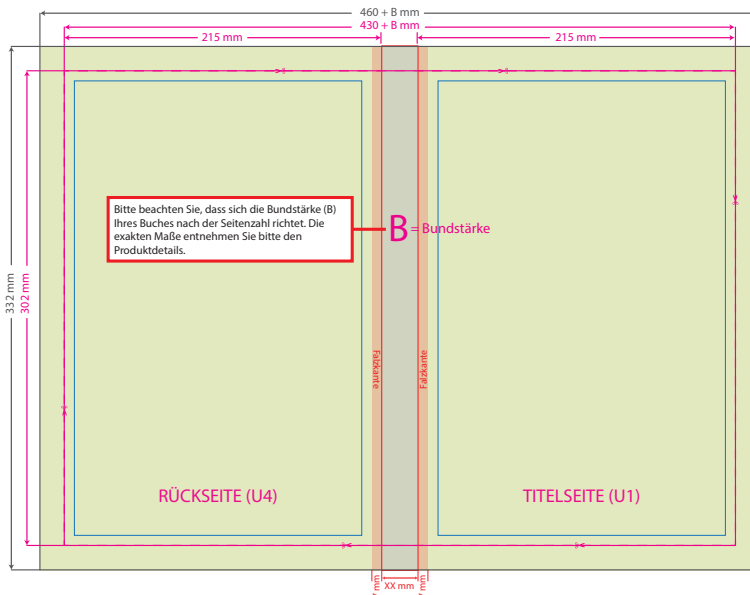 460 + B mm
430 + B mm
215 mm
215 mm
332 mm
302 mm
Bitte beachten Sie, dass sich die Bundstärke (B)
Ihres Buches nach der Seitenzahl richtet. Die
exakten Maße entnehmen Sie bitte den
Produktdetails.
B = Bundstärke
Falzkante
Falzkante
RÜCKSEITE (U4)
TITELSEITE (U1)
mm
XX mm
mm